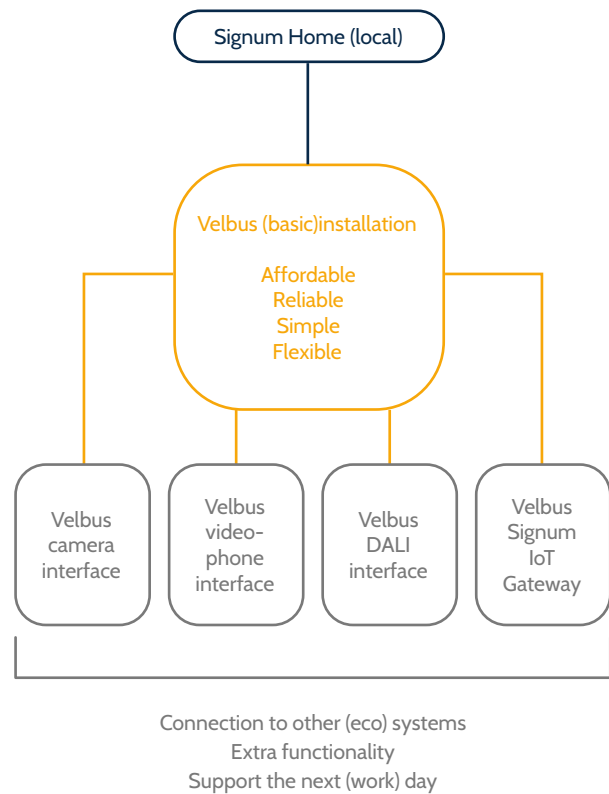 Signum Home (local)
Velbus (basic)installation
Affordable
Reliable
Simple
Flexible
Velbus
camera
interface
Velbus
video-
phone
interface
Velbus
DALI
interface
Velbus
Signum
IoT
Gateway
Connection to other (eco) systems
Extra functionality
Support the next (work) day